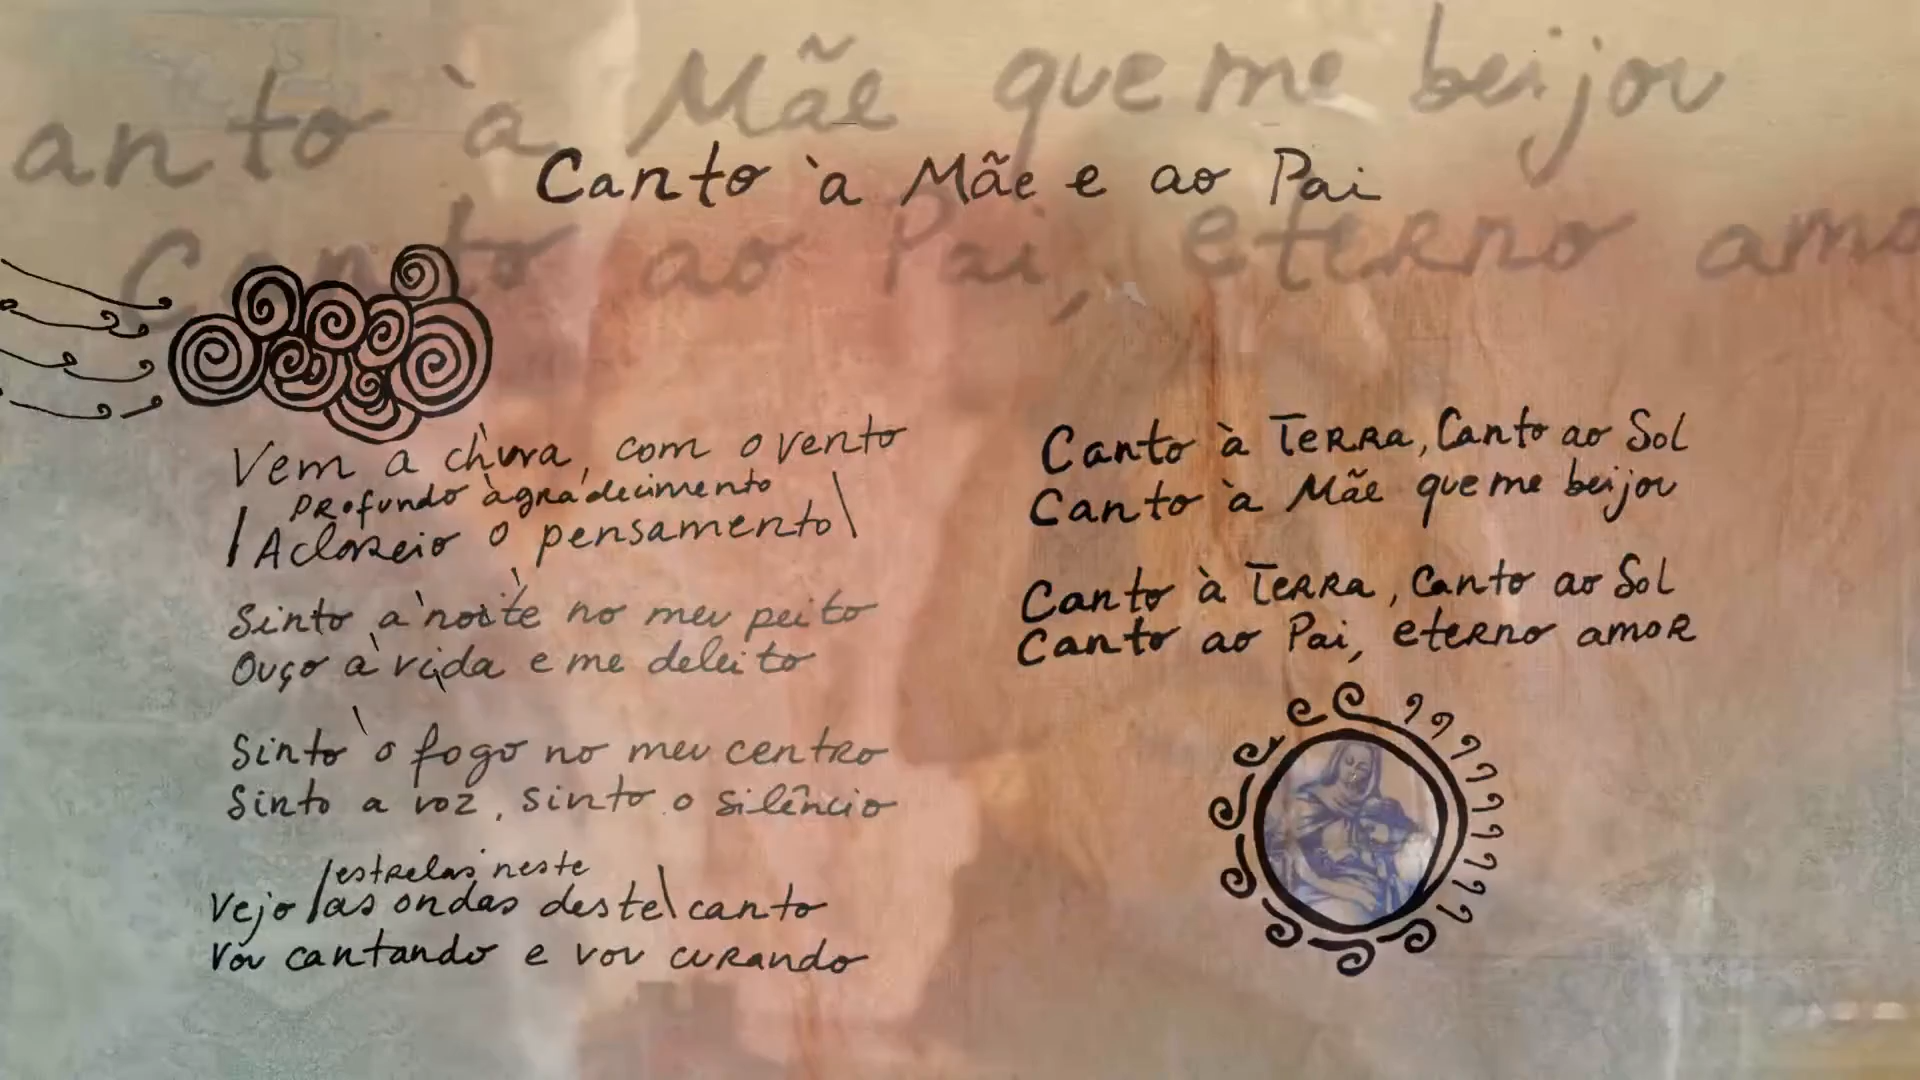 anto à Mãe que me beijou
Canto à Mãe e ao Pai
Canto ao Pai, eterno amo
Vem a chuva, com o vento
Profundo agradecimento
Aclareio o pensamento
Sinto a noite no meu peito
Ouço a vida e me deleito
Sinto o fogo no meu centro
Sinto a voz, sinto o silêncio
estrelas neste
Vejo as ondas deste canto
Vou cantando e vou curando
Canto à Terra, Canto ao Sol
Canto à Mãe que me beijou
Canto à Terra, Canto ao Sol
Canto ao Pai, eterno amor